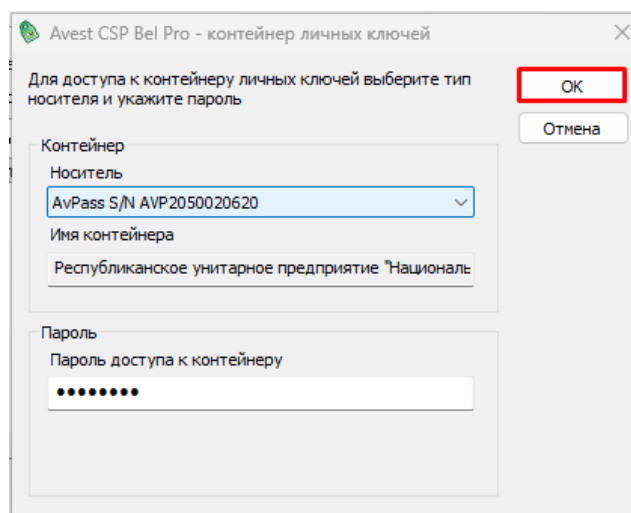 Avest CSP Bel Pro - контейнер личных ключей
Для доступа к контейнеру личных ключей выберите тип
носителя и укажите пароль
OK
Отмена
Контейнер
Носитель
AvPass S/N AVP2050020620
Имя контейнера
Республиканское унитарное предприятие "Националь
Пароль
Пароль доступа к контейнеру
••••••••